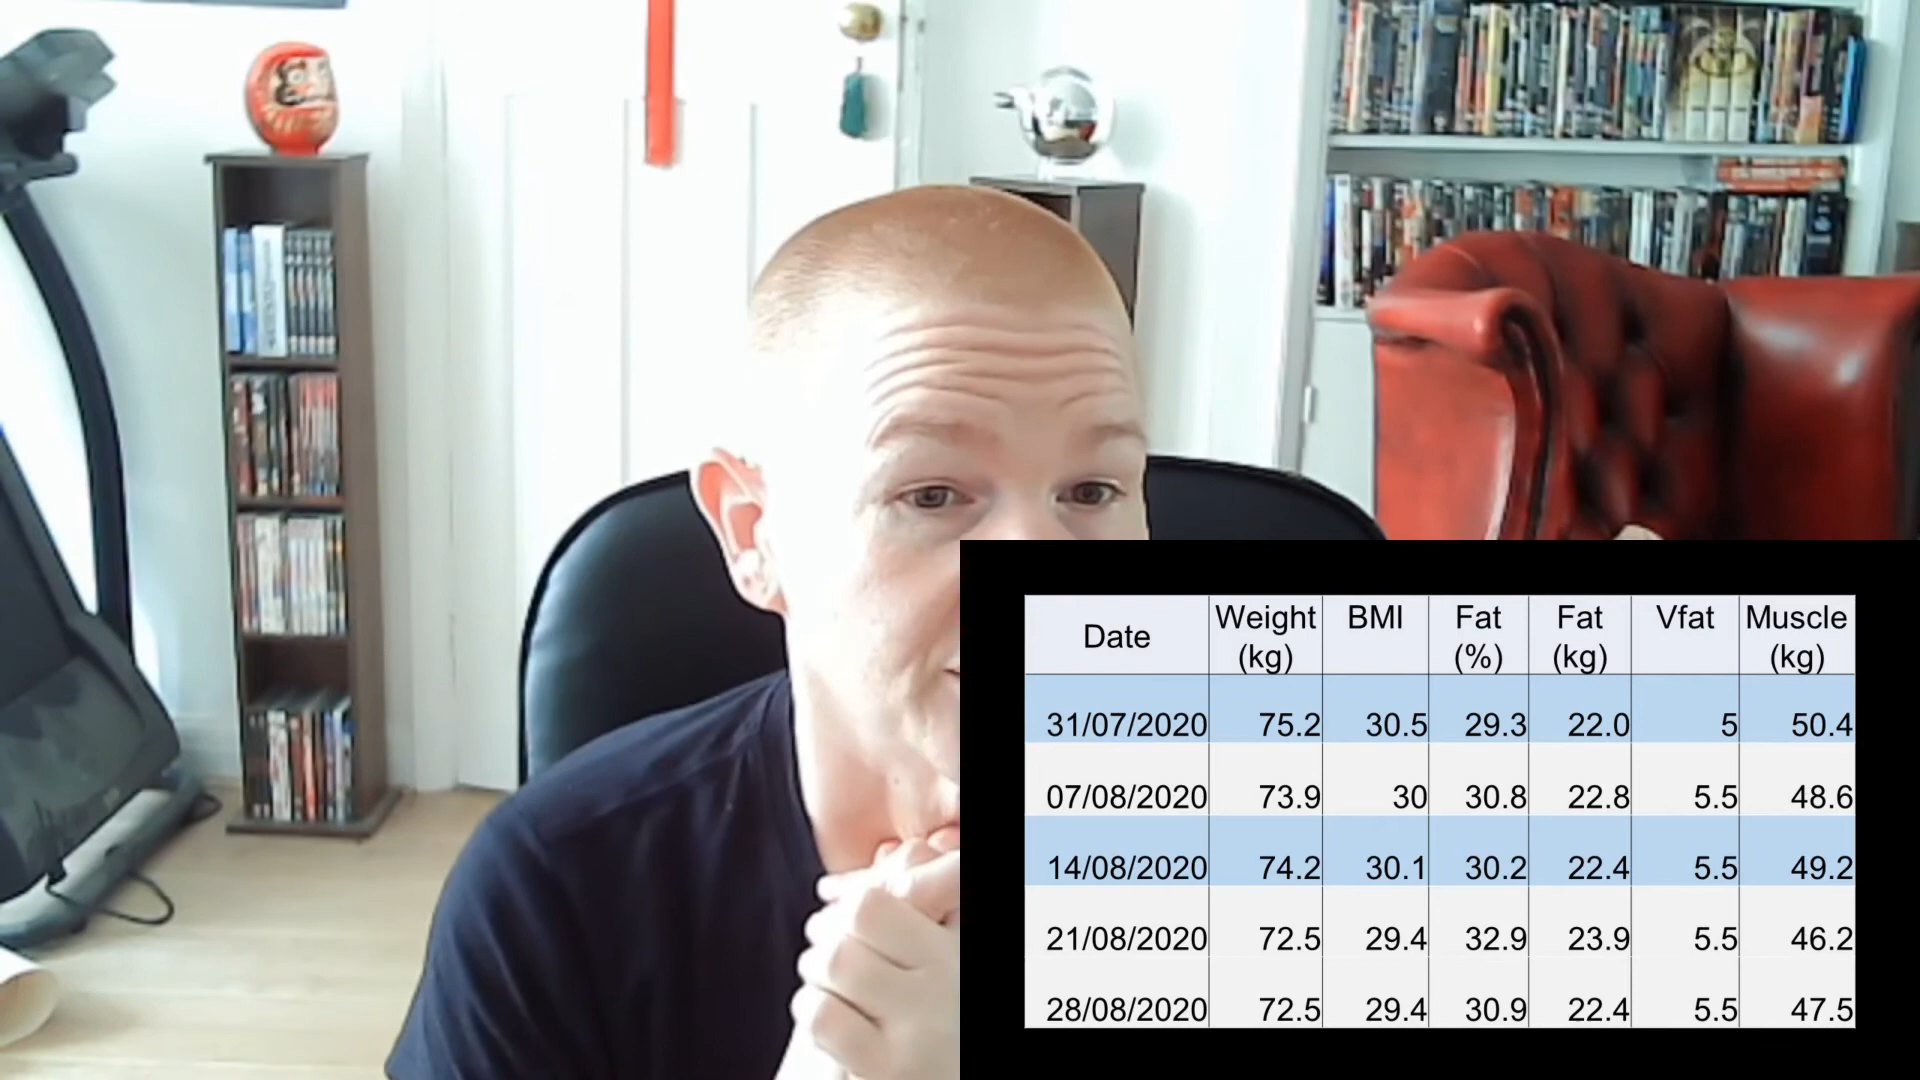 Date Weight (kg) BMI Fat (%) Fat (kg) Vfat Muscle (kg)
31/07/2020 75.2 30.5 29.3 22.0 5 50.4
07/08/2020 73.9 30 30.8 22.8 5.5 48.6
14/08/2020 74.2 30.1 30.2 22.4 5.5 49.2
21/08/2020 72.5 29.4 32.9 23.9 5.5 46.2
28/08/2020 72.5 29.4 30.9 22.4 5.5 47.5